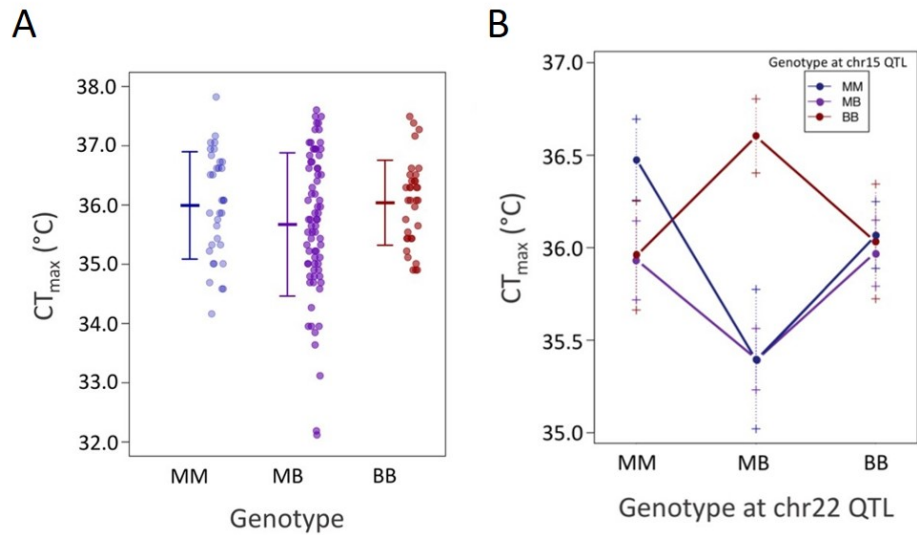 A
38.0
37.0
36.0
35.0
34.0
33.0
32.0
CTmax (°C)
MM
MB
BB
Genotype
B
37.0
36.5
36.0
35.5
35.0
CTmax (°C)
Genotype at chr15 QTL
MM
MB
BB
MM
MB
BB
Genotype at chr22 QTL